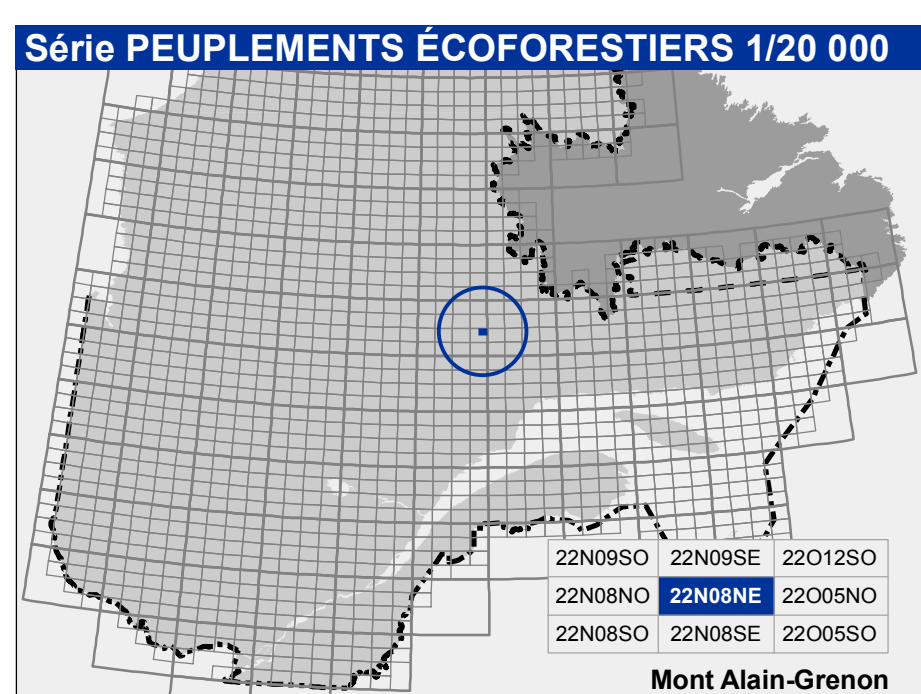 Série PEUPLEMENTS ÉCOFORESTIERS 1/20 000
22N09SO 22N09SE 22O12SO
22N08NO 22N08NE 22O05NO
22N08SO 22N08SE 22O05SO
Mont Alain-Grenon